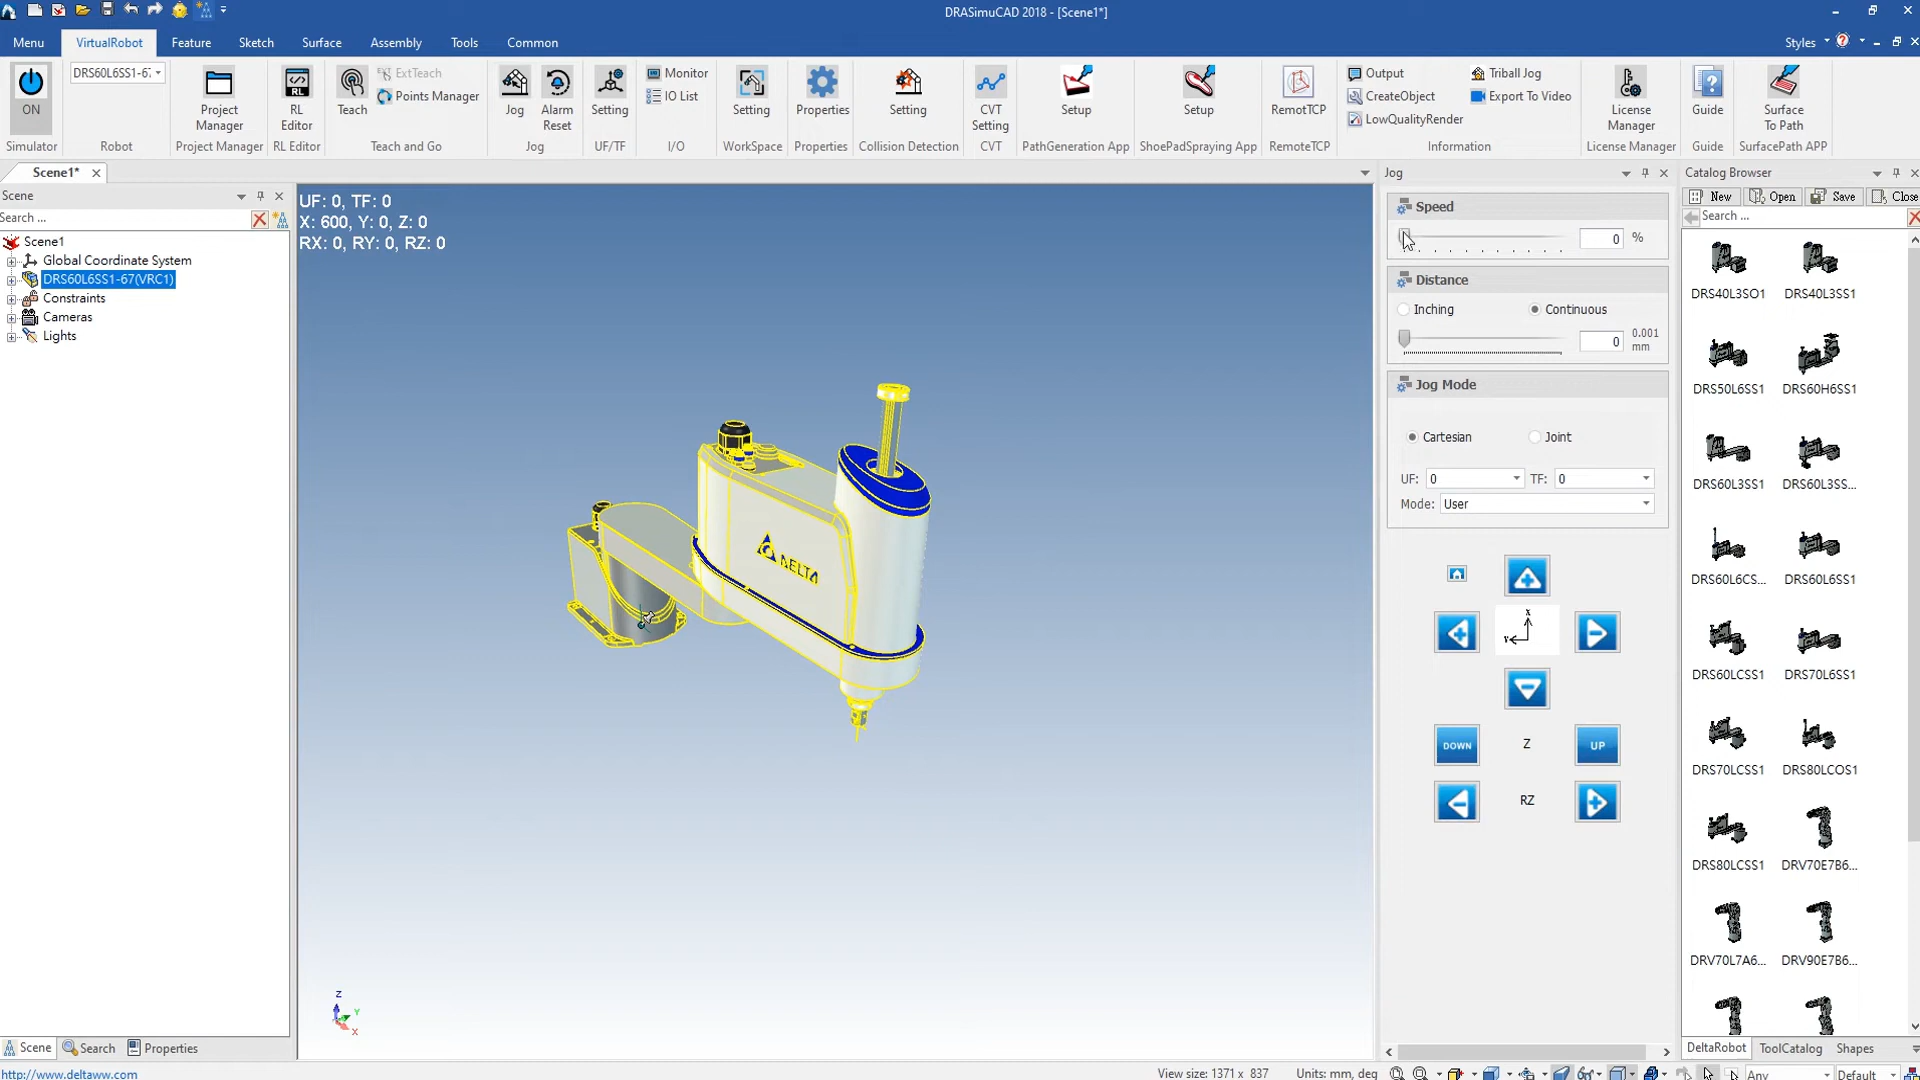 DRASimuCAD 2018 - [Scene1*]
Menu VirtualRobot Feature Sketch Surface Assembly Tools Common Styles
ON
Simulator
DRS60L6SS1-6
Robot
Project Manager
Project Manager
RL Editor
RL Editor
Teach
ExtTeach
Points Manager
Teach and Go
Jog
Alarm Reset
Jog
Setting
UF/TF
Monitor
IO List
I/O
Setting
WorkSpace
Properties
Properties
Setting
Collision Detection
CVT Setting
CVT
Setup
PathGeneration App
Setup
ShoePadSpraying App
RemotTCP
RemoteTCP
Output
CreateObject
LowQualityRender
Triball Jog
Export To Video
Information
License Manager
License Manager
Guide
Guide
Surface To Path
SurfacePath APP
Scene1*
Scene
Search ...
Scene1
Global Coordinate System
DRS60L6SS1-67(VRC1)
Constraints
Cameras
Lights
UF: 0, TF: 0
X: 600, Y: 0, Z: 0
RX: 0, RY: 0, RZ: 0
DELTA
Z
Y
X
Jog
Speed
0 %
Distance
Inching Continuous
0 0.001 mm
Jog Mode
Cartesian Joint
UF: 0 TF: 0
Mode: User
X
Y
DOWN Z UP
RZ
Catalog Browser
New Open Save Close
Search ...
DRS40L3SO1 DRS40L3SS1
DRS50L6SS1 DRS60H6SS1
DRS60L3SS1 DRS60L3SS...
DRS60L6CS... DRS60L6SS1
DRS60LCSS1 DRS70L6SS1
DRS70LCSS1 DRS80LCOS1
DRS80LCSS1 DRV70E7B6...
DRV70L7A6... DRV90E7B6...
DeltaRobot ToolCatalog Shapes
Scene Search Properties
http://www.deltaww.com
View size: 1371 x 837 Units: mm, deg Any Default